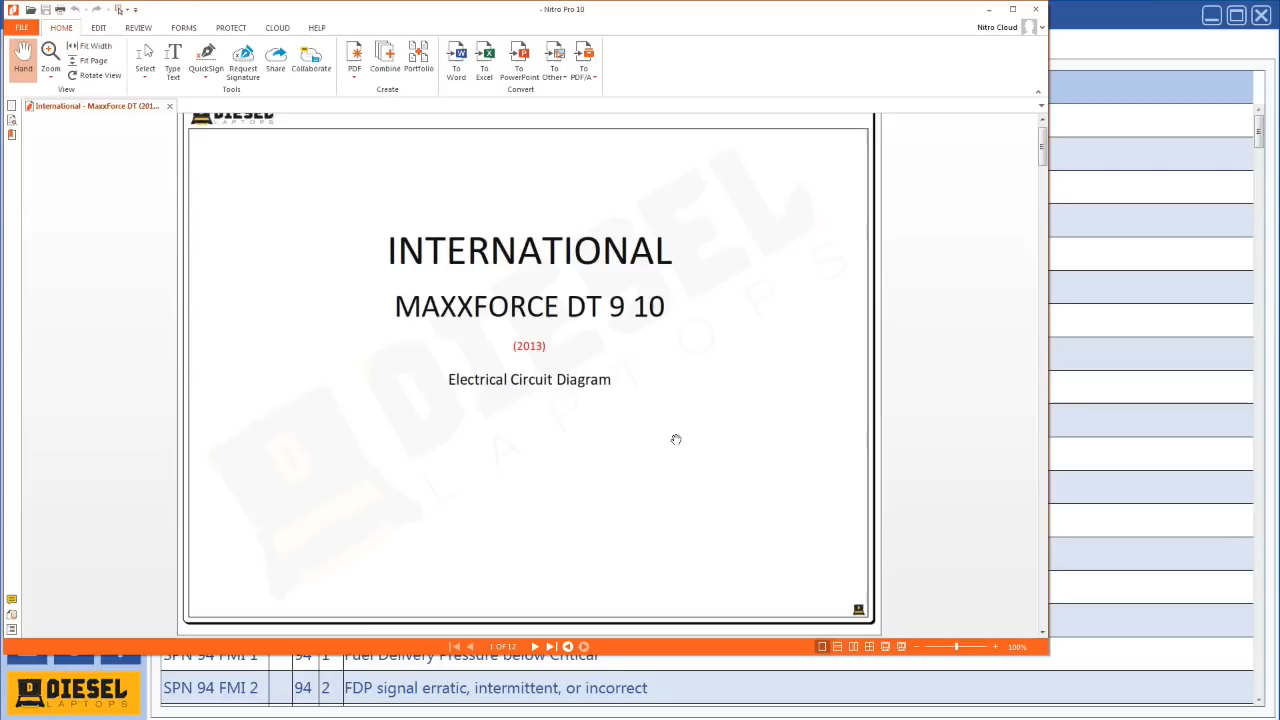 - Nitro Pro 10
FILE HOME EDIT REVIEW FORMS PROTECT CLOUD HELP Nitro Cloud
Hand Zoom Fit Width Fit Page Rotate View Select Type Text QuickSign Request Signature Share Collaborate PDF Combine Portfolio To Word To Excel To PowerPoint To Other To PDF/A
View Tools Create Convert
International - MaxxForce DT (201...
DIESEL
LAPTOPS
INTERNATIONAL
MAXXFORCE DT 9 10
(2013)
Electrical Circuit Diagram
DIESEL
LAPTOPS
1 OF 12 100%
SPN 94 FMI 1 94 1 Fuel Delivery Pressure below Critical
SPN 94 FMI 2 94 2 FDP signal erratic, intermittent, or incorrect
DIESEL
LAPTOPS